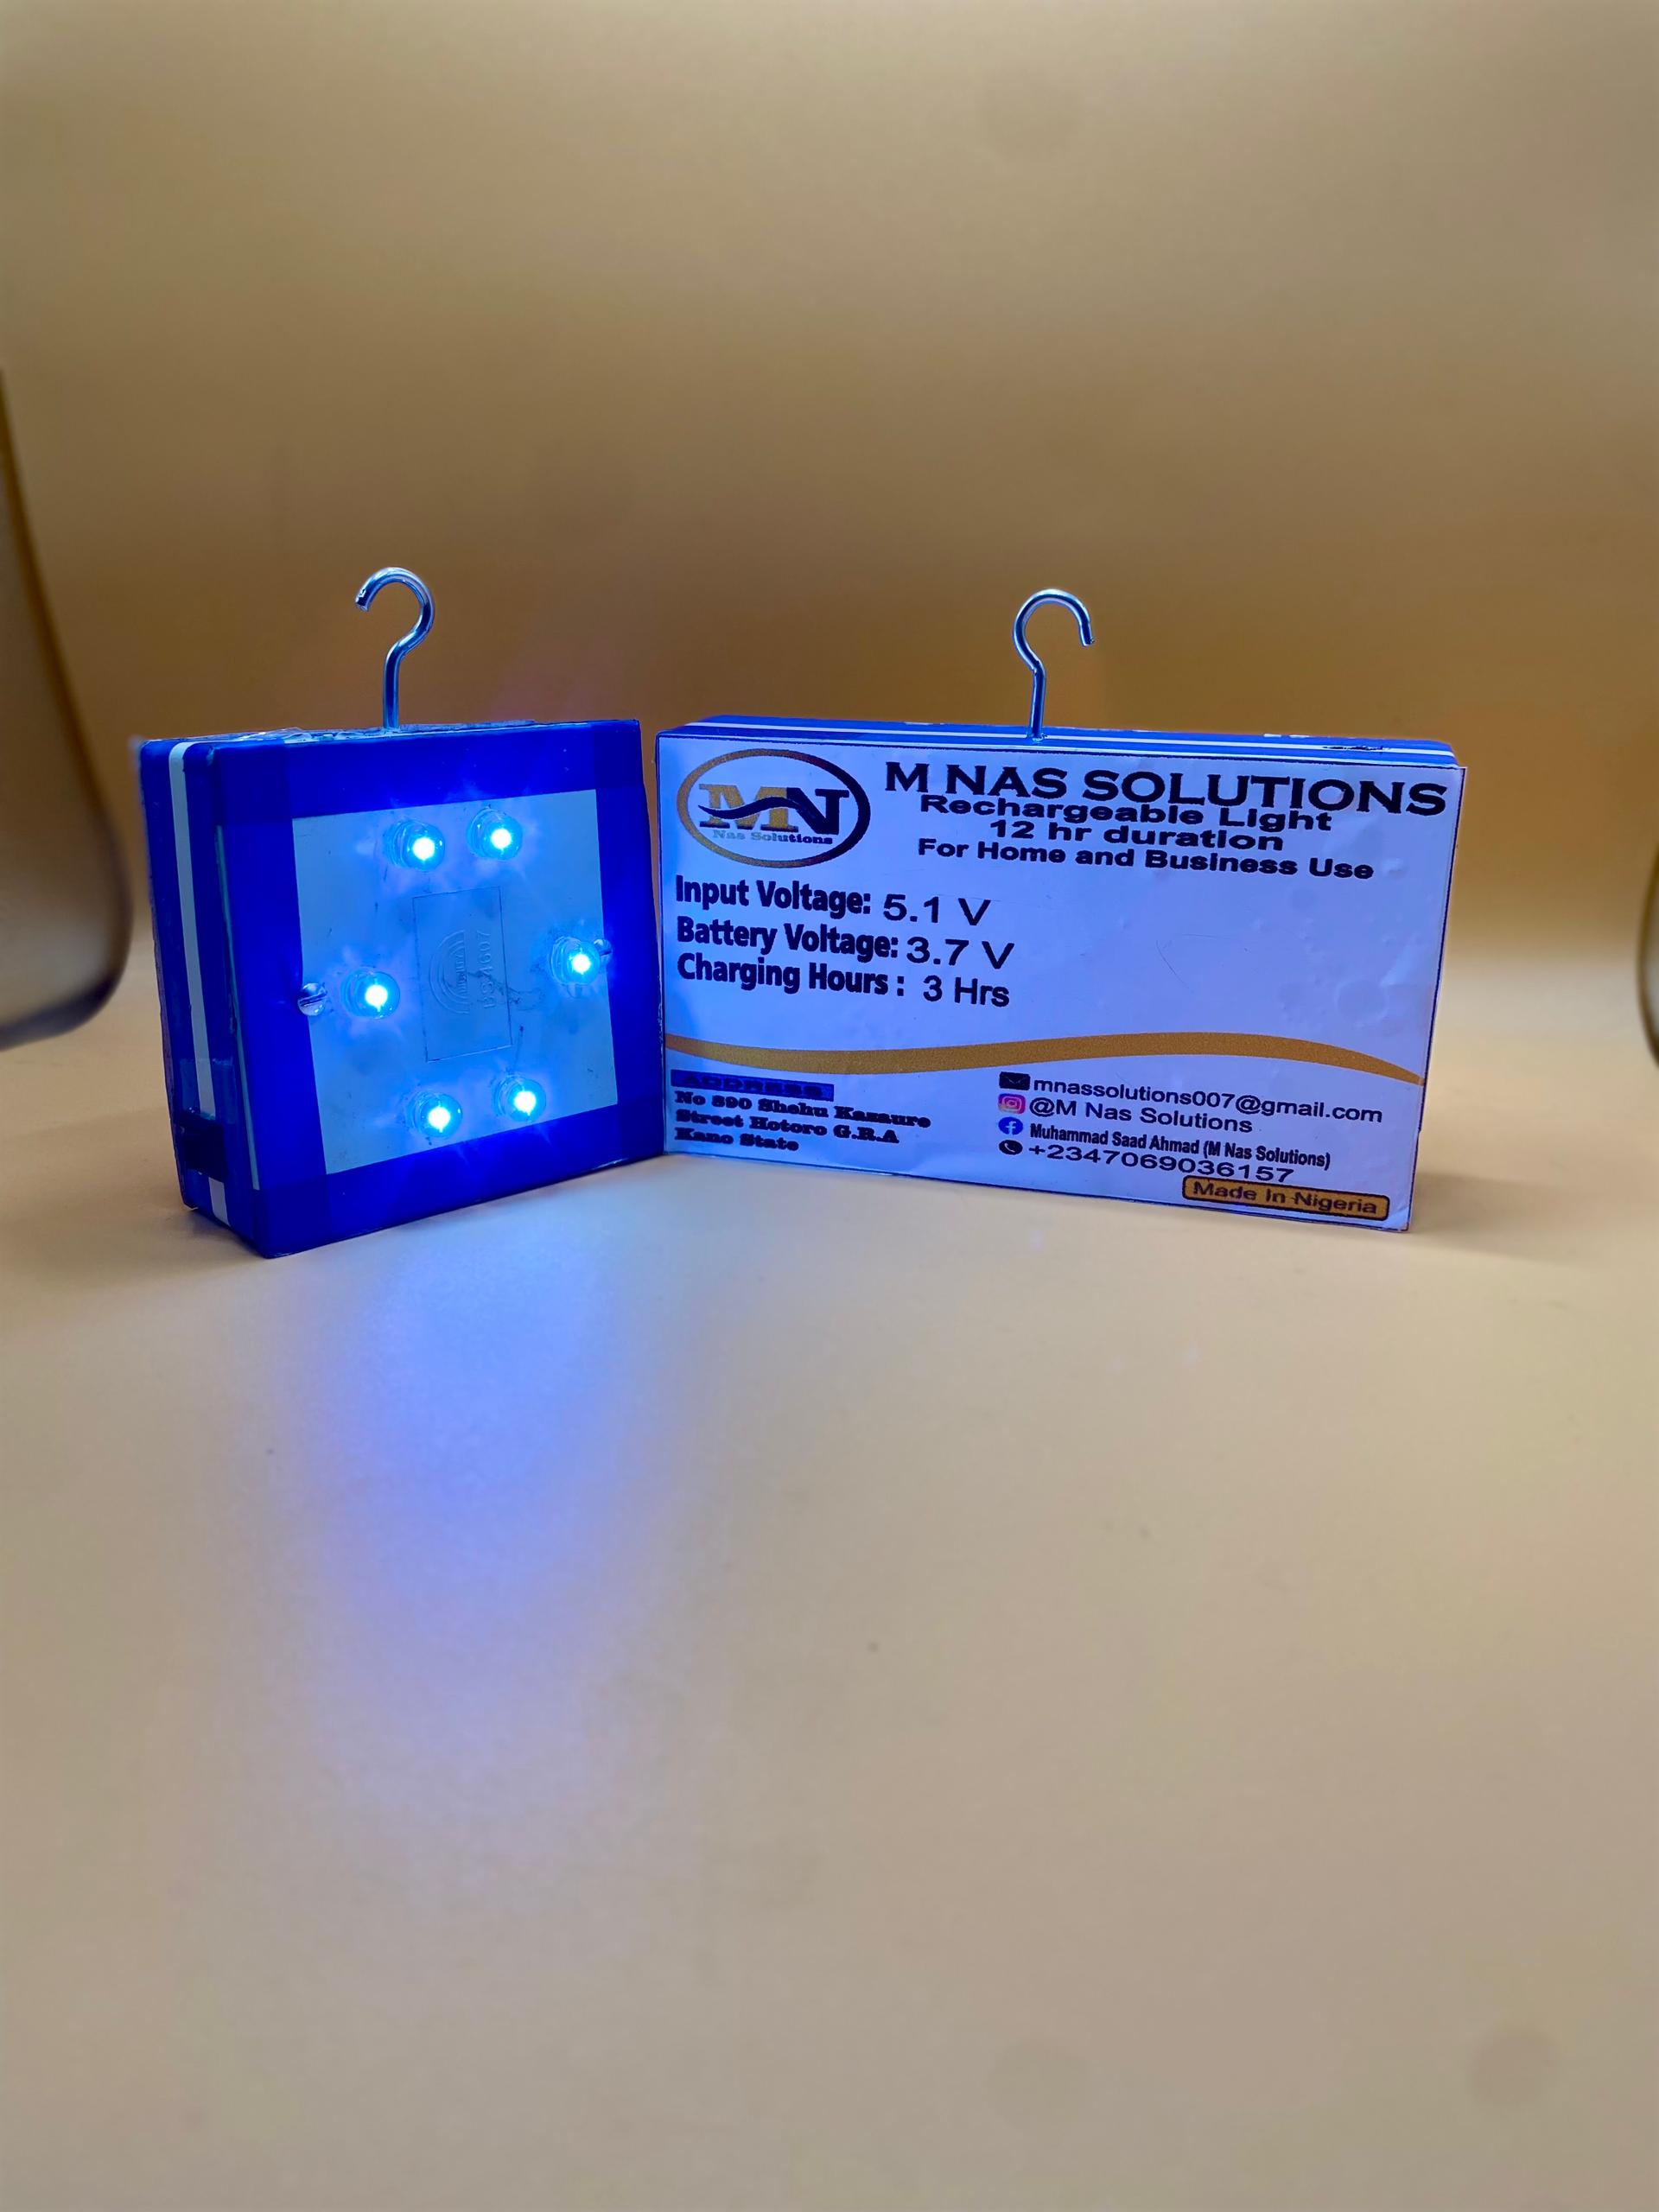 MN
Nas Solutions
M NAS SOLUTIONS
Rechargeable Light
12 hr duration
For Home and Business Use
Input Voltage: 5.1 V
Battery Voltage: 3.7 V
Charging Hours : 3 Hrs
ADDRESS
No 890 Shehu Kazaure
Street Hotoro G.R.A
Kano State
mnassolutions007@gmail.com
@M Nas Solutions
Muhammad Saad Ahmad (M Nas Solutions)
+2347069036157
Made In Nigeria